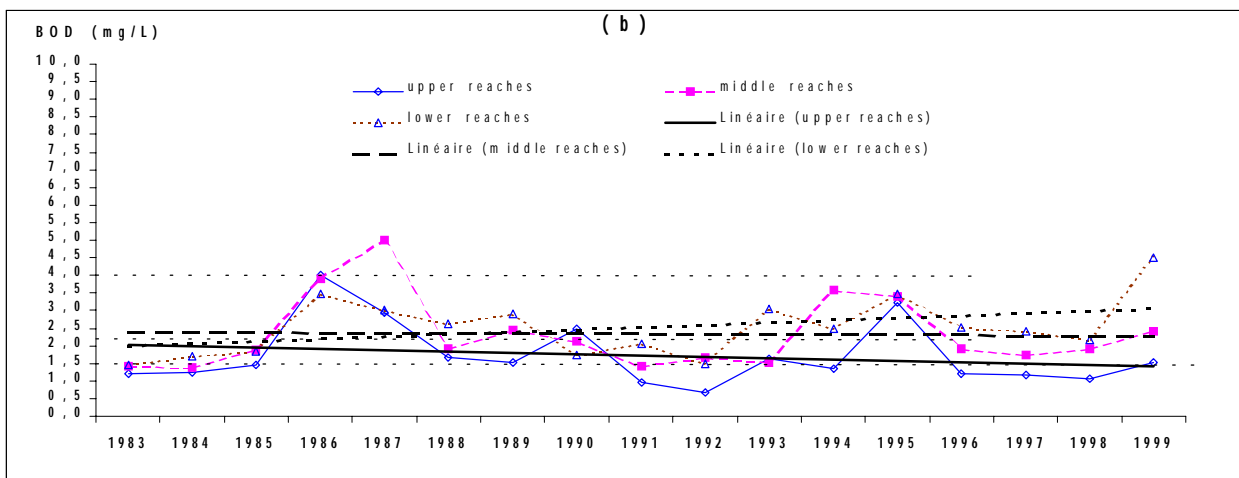 (b)
BOD (mg/L)
10,0
9,5
9,0
8,5
8,0
7,5
7,0
6,5
6,0
5,5
5,0
4,5
4,0
3,5
3,0
2,5
2,0
1,5
1,0
0,5
0,0
upper reaches
middle reaches
lower reaches
Linéaire (upper reaches)
Linéaire (middle reaches)
Linéaire (lower reaches)
1983 1984 1985 1986 1987 1988 1989 1990 1991 1992 1993 1994 1995 1996 1997 1998 1999